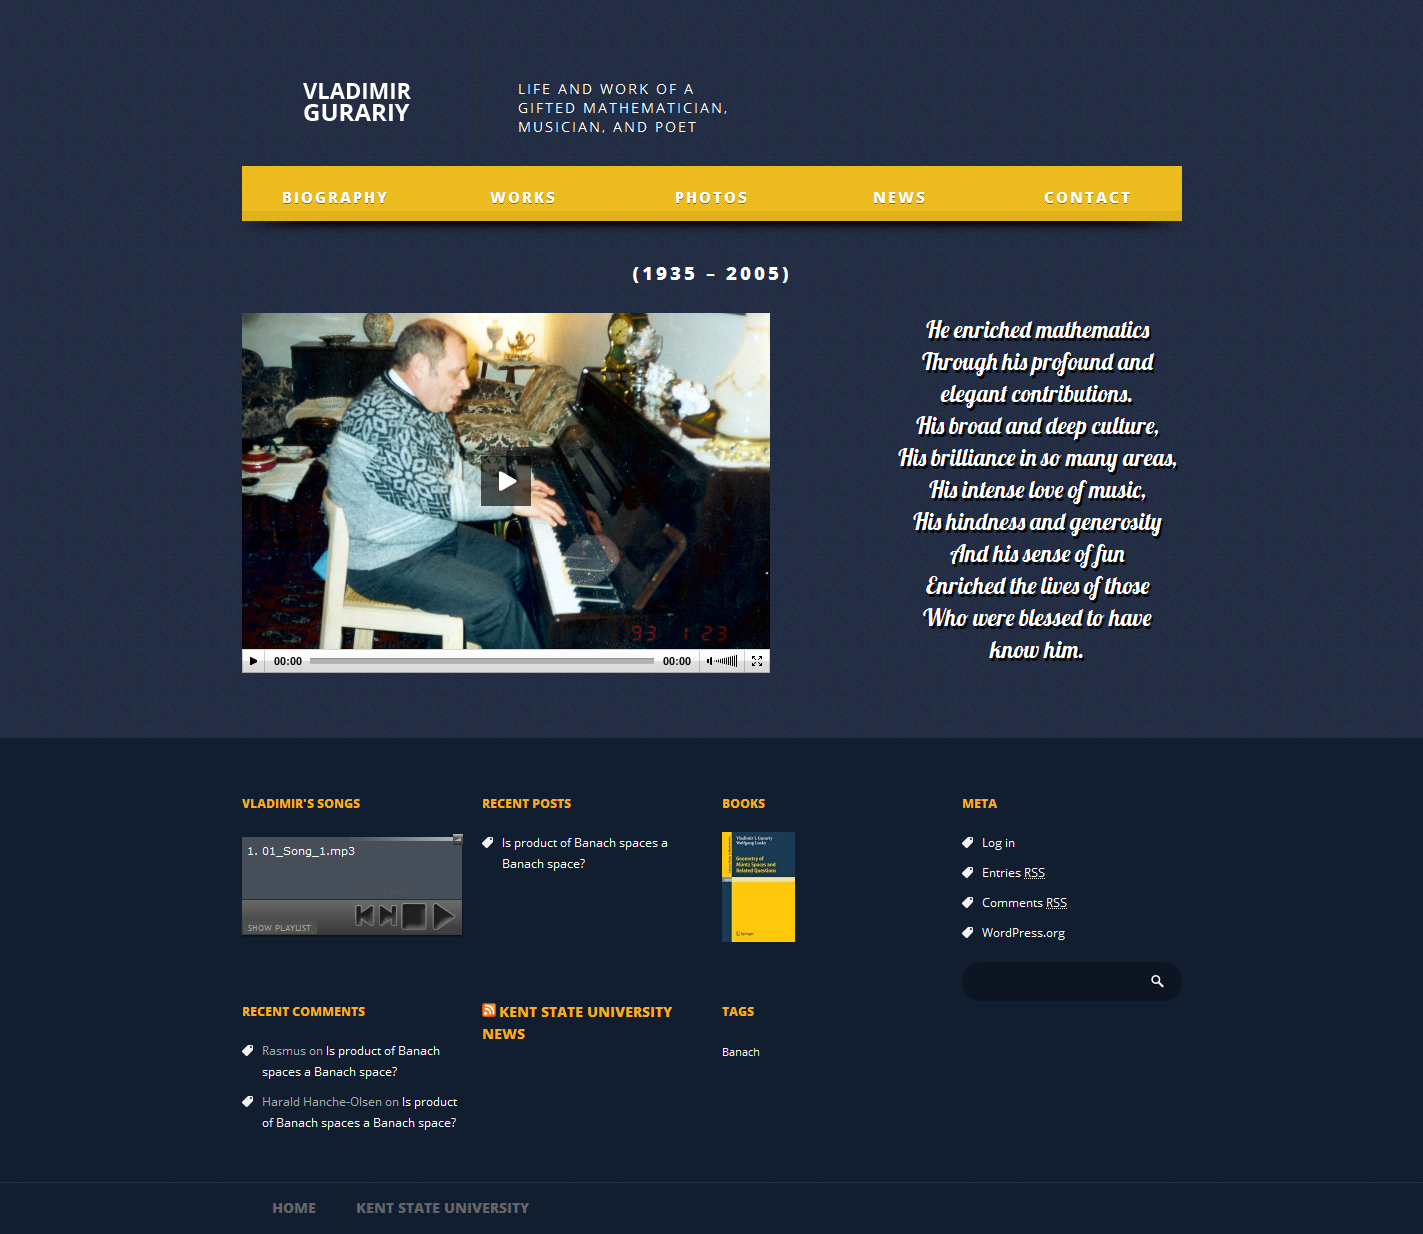 VLADIMIR
GURARIY
LIFE AND WORK OF A
GIFTED MATHEMATICIAN,
MUSICIAN, AND POET
BIOGRAPHY WORKS PHOTOS NEWS CONTACT
(1935 – 2005)
He enriched mathematics
Through his profound and
elegant contributions.
His broad and deep culture,
His brilliance in so many areas,
His intense love of music,
His hindness and generosity
And his sense of fun
Enriched the lives of those
Who were blessed to have
know him.
93 1 23
00:00 00:00
VLADIMIR'S SONGS
1. 01_Song_1.mp3
SHOW PLAYLIST
RECENT POSTS
Is product of Banach spaces a
Banach space?
BOOKS
Vladimir I. Gurariy
Wolfgang Lusky
Geometry of
Müntz Spaces and
Related Questions
Springer
META
Log in
Entries RSS
Comments RSS
WordPress.org
RECENT COMMENTS
Rasmus on Is product of Banach
spaces a Banach space?
Harald Hanche-Olsen on Is product
of Banach spaces a Banach space?
KENT STATE UNIVERSITY
NEWS
TAGS
Banach
HOME KENT STATE UNIVERSITY